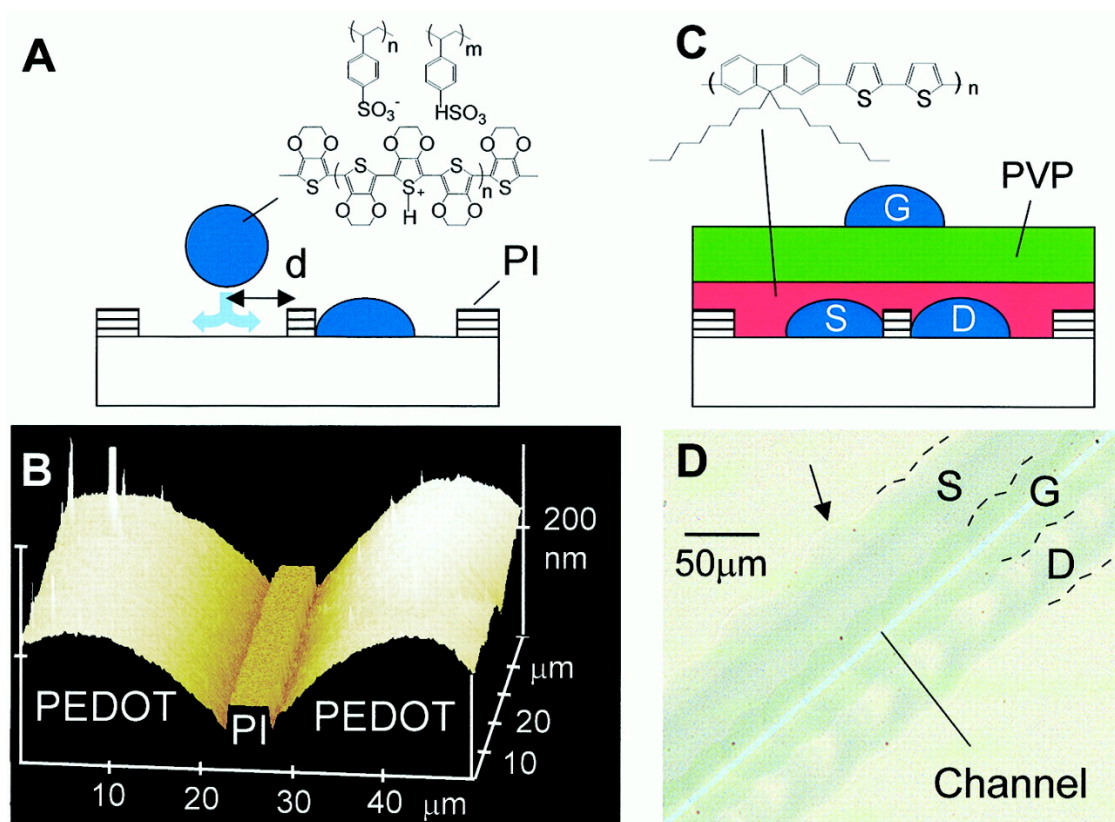 A
n
m
SO3-
HSO3
O
O
O
O
O
O
S
S
S
S
S
n
+
H
O
O
O
O
d
PI
B
200
nm
μm
20
10
PEDOT
PI
PEDOT
10
20
30
40
μm
C
S
S
n
PVP
G
S
D
D
S
G
D
50μm
Channel